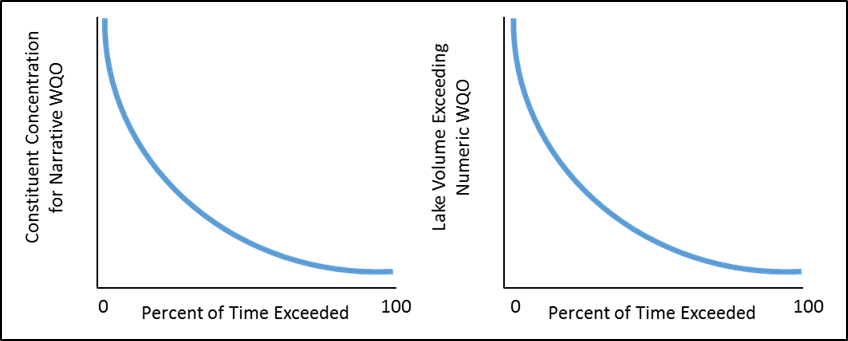 Constituent Concentration
for Narrative WQO
0
Percent of Time Exceeded
100
Lake Volume Exceeding
Numeric WQO
0
Percent of Time Exceeded
100